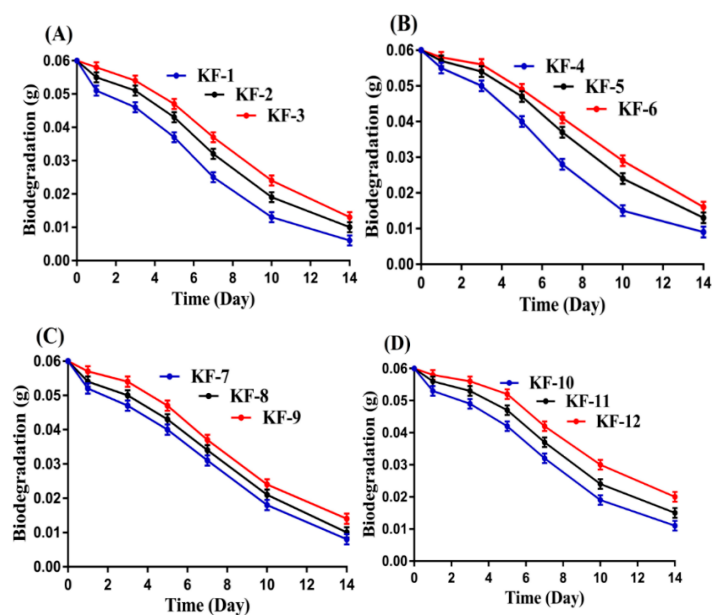 (A)
Biodegradation (g)
0.06
0.05
0.04
0.03
0.02
0.01
0.00
KF-1
KF-2
KF-3
0 2 4 6 8 10 12 14
Time (Day)
(B)
Biodegradation (g)
0.06
0.05
0.04
0.03
0.02
0.01
0.00
KF-4
KF-5
KF-6
0 2 4 6 8 10 12 14
Time (Day)
(C)
Biodegradation (g)
0.06
0.05
0.04
0.03
0.02
0.01
0.00
KF-7
KF-8
KF-9
0 2 4 6 8 10 12 14
Time (Day)
(D)
Biodegradation (g)
0.06
0.05
0.04
0.03
0.02
0.01
0.00
KF-10
KF-11
KF-12
0 2 4 6 8 10 12 14
Time (Day)